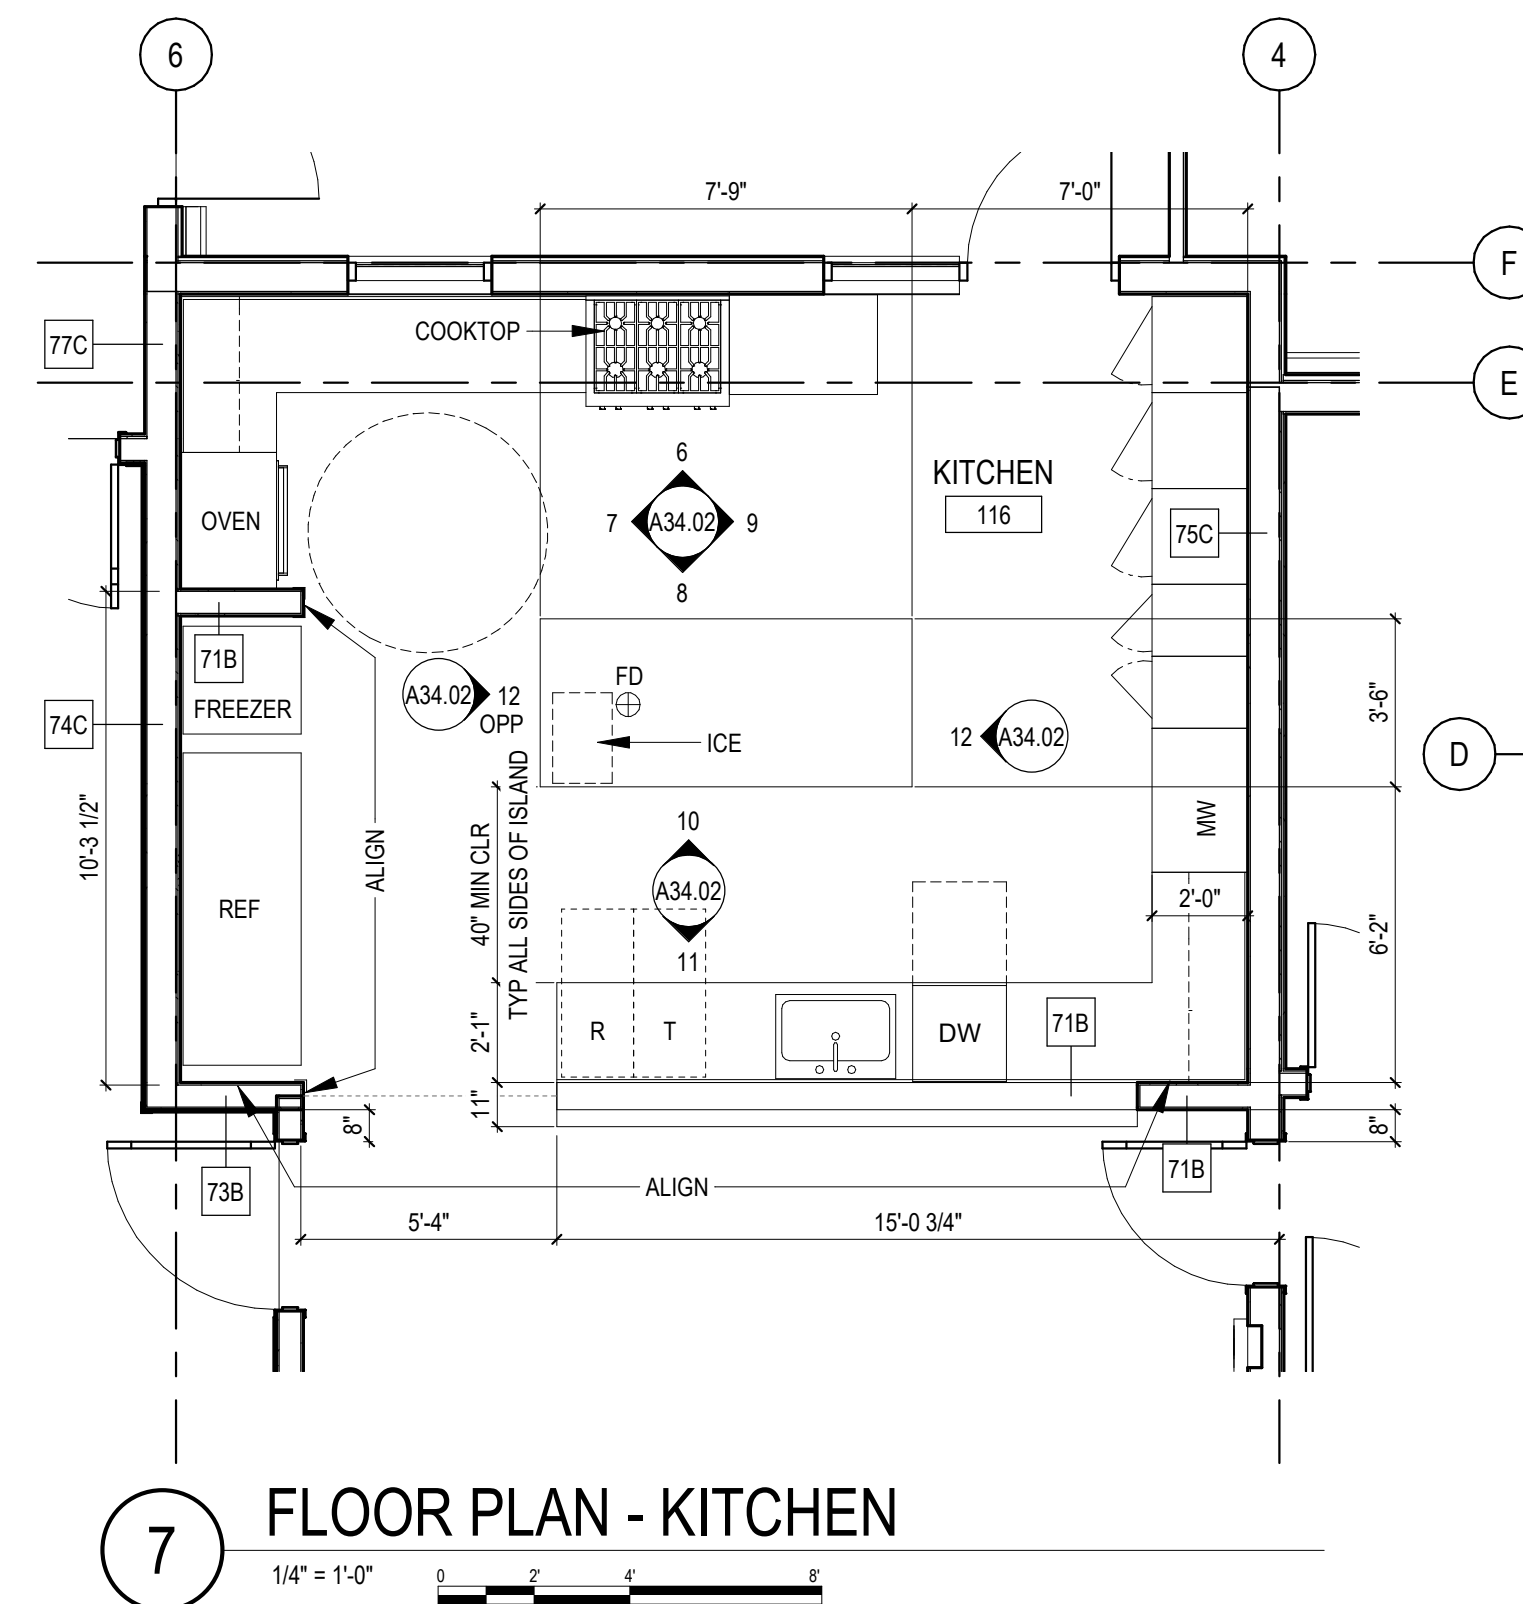 6
4
7'-9"
7'-0"
F
COOKTOP
77C
E
6
KITCHEN
OVEN
7
A34.02
9
116
75C
8
71B
FD
FREEZER
A34.02
12
OPP
3'-6"
74C
ICE
12
A34.02
D
TYP ALL SIDES OF ISLAND
40" MIN CLR
10
MW
10'-3 1/2"
ALIGN
A34.02
2'-0"
REF
6'-2"
11
R
T
DW
71B
2'-1"
11"
8"
8"
73B
ALIGN
71B
5'-4"
15'-0 3/4"
7
FLOOR PLAN - KITCHEN
1/4" = 1'-0"
0
2'
4'
8'